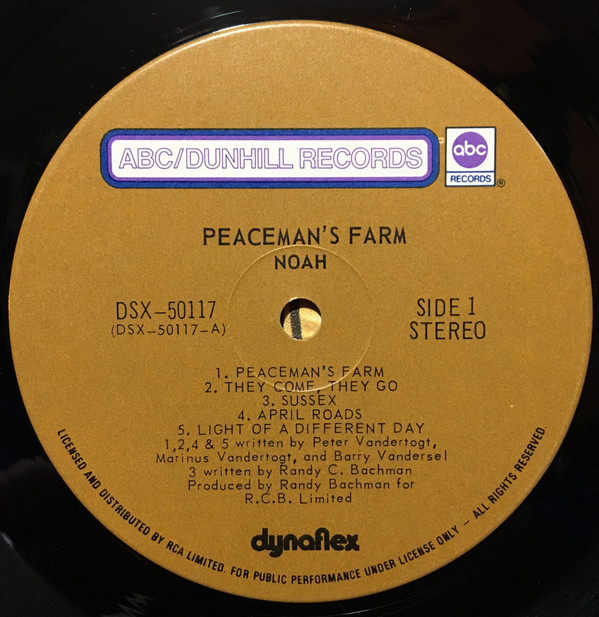 ABC/DUNHILL RECORDS
abc
RECORDS
®
PEACEMAN'S FARM
NOAH
DSX-50117
(DSX-50117-A)
SIDE 1
STEREO
1. PEACEMAN'S FARM
2. THEY COME, THEY GO
3. SUSSEX
4. APRIL ROADS
5. LIGHT OF A DIFFERENT DAY
1,2,4 & 5 written by Peter Vandertogt,
Marinus Vandertogt, and Barry Vandersel
3 written by Randy C. Bachman
Produced by Randy Bachman for
R.C.B. Limited
dynaflex
LICENSED AND DISTRIBUTED BY RCA LIMITED. FOR PUBLIC PERFORMANCE UNDER LICENSE ONLY - ALL RIGHTS RESERVED.